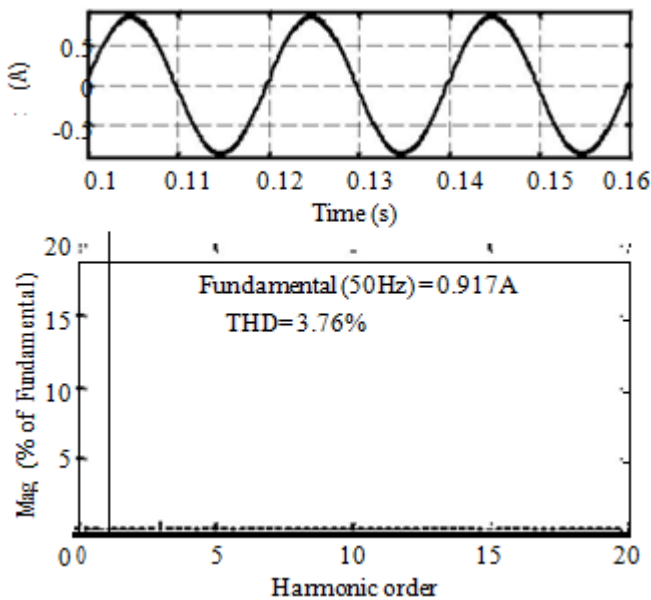 0.5
0
-0.5
(A)
0.1 0.11 0.12 0.13 0.14 0.15 0.16
Time (s)
20
15
10
5
0
Mag (% of Fundamental)
Fundamental (50Hz) = 0.917A
THD= 3.76%
0 5 10 15 20
Harmonic order